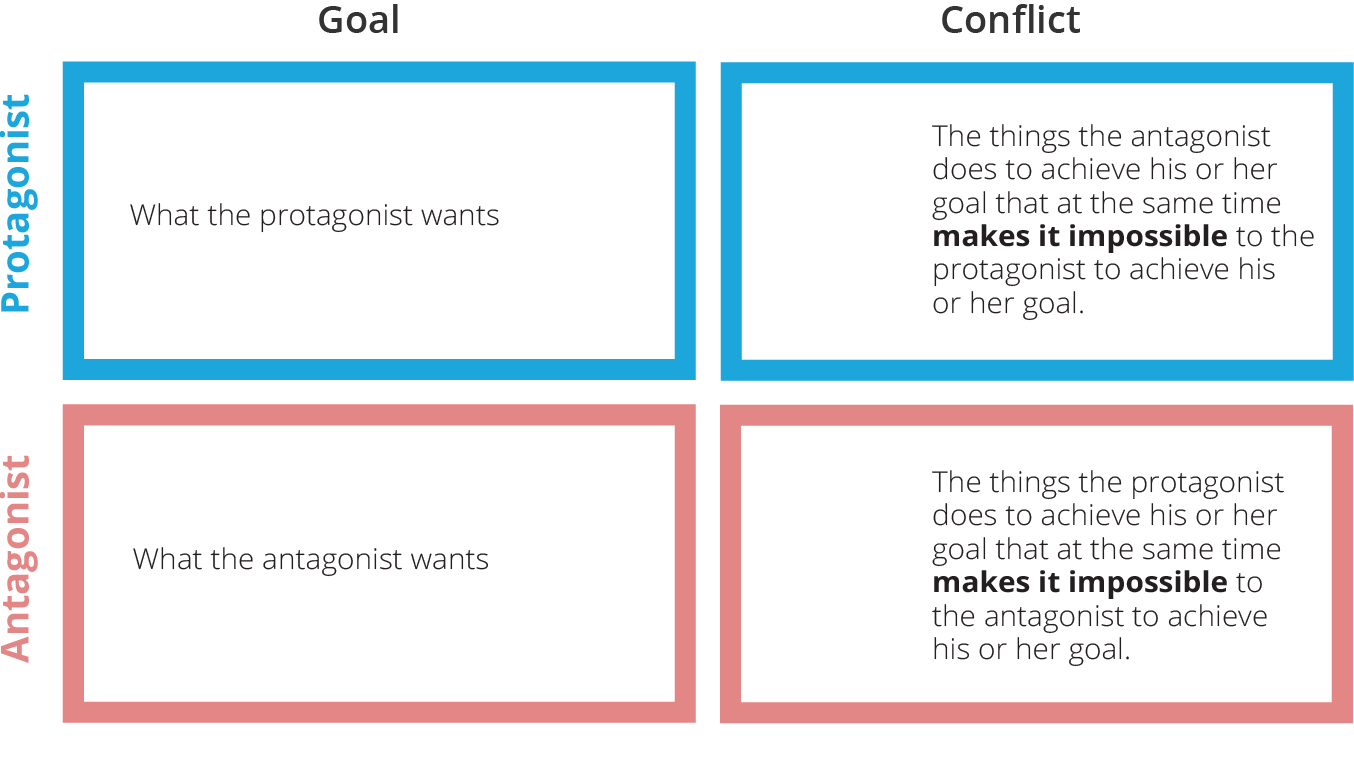 Goal
Conflict
Protagonist
What the protagonist wants
The things the antagonist
does to achieve his or her
goal that at the same time
makes it impossible to the
protagonist to achieve his
or her goal.
Antagonist
What the antagonist wants
The things the protagonist
does to achieve his or her
goal that at the same time
makes it impossible to
the antagonist to achieve
his or her goal.